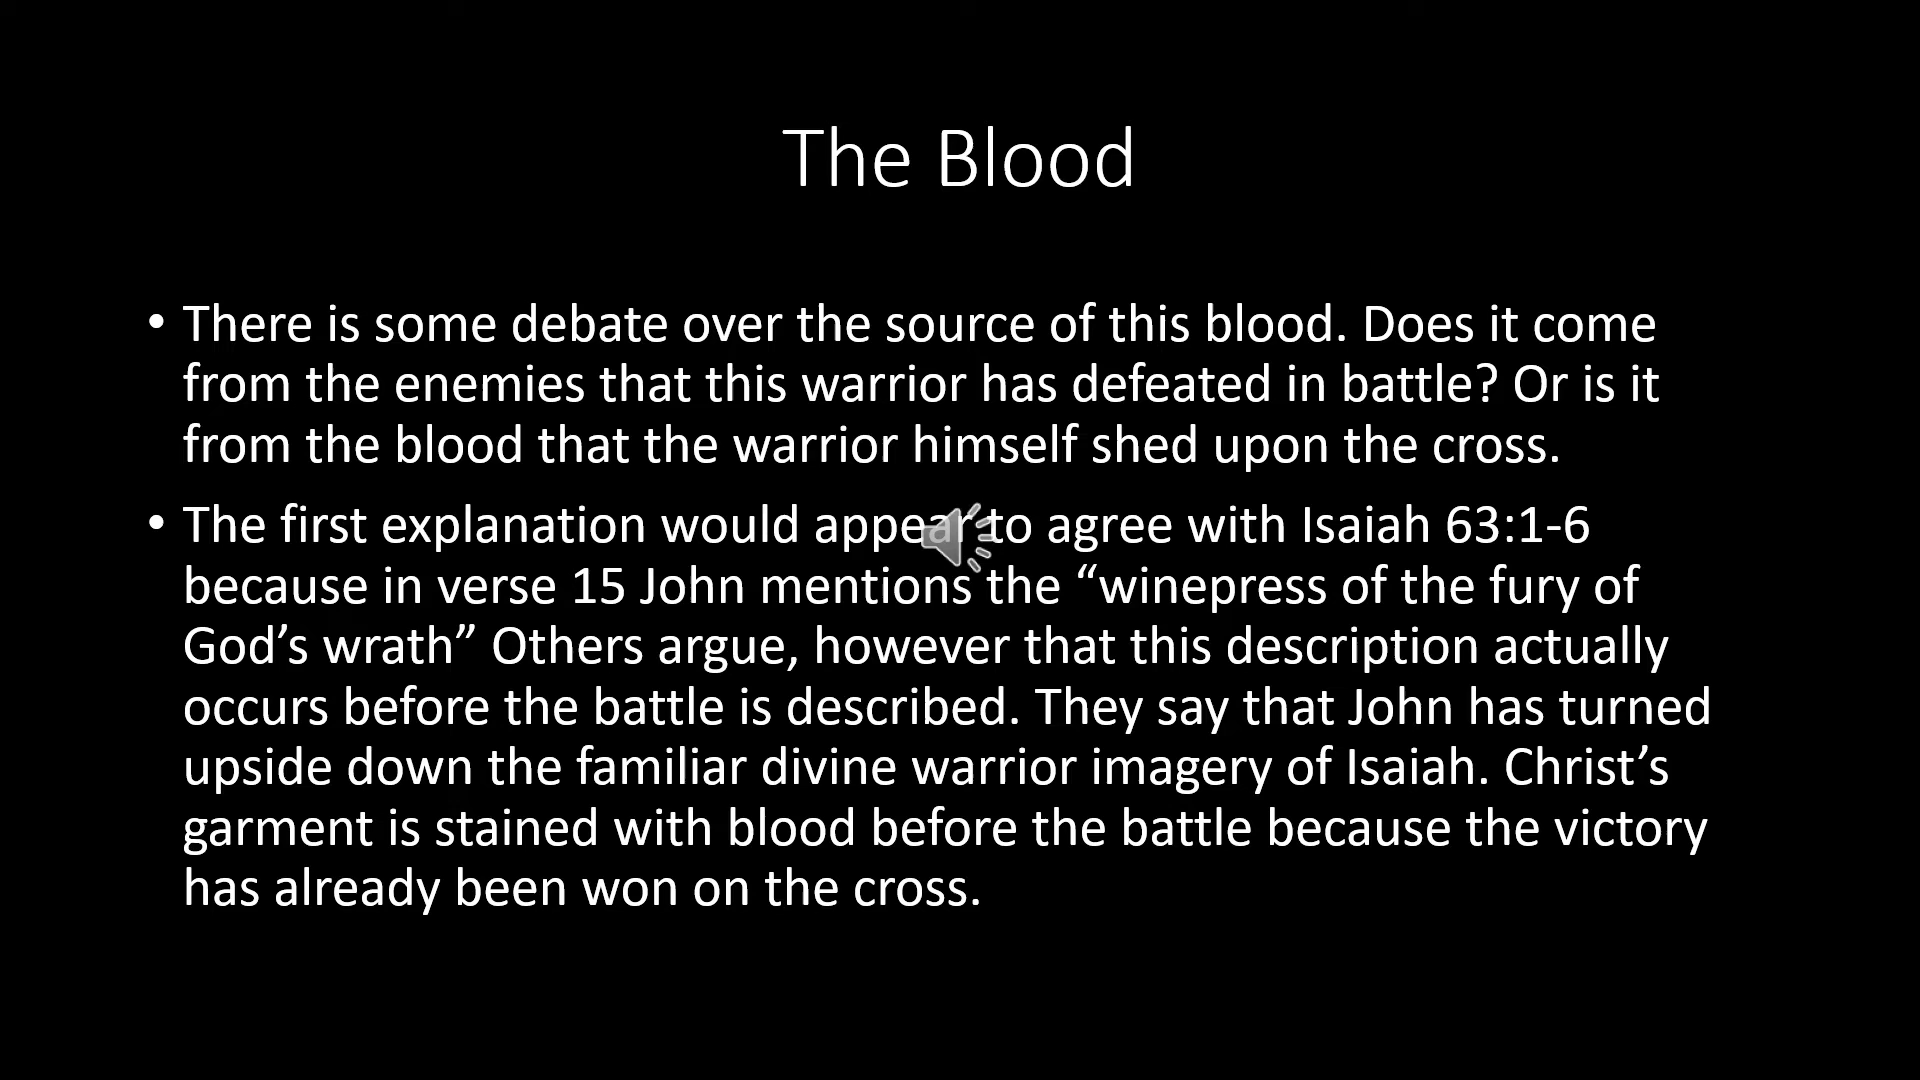 The Blood
• There is some debate over the source of this blood. Does it come
from the enemies that this warrior has defeated in battle? Or is it
from the blood that the warrior himself shed upon the cross.
• The first explanation would appear to agree with Isaiah 63:1-6
because in verse 15 John mentions the “winepress of the fury of
God’s wrath” Others argue, however that this description actually
occurs before the battle is described. They say that John has turned
upside down the familiar divine warrior imagery of Isaiah. Christ’s
garment is stained with blood before the battle because the victory
has already been won on the cross.